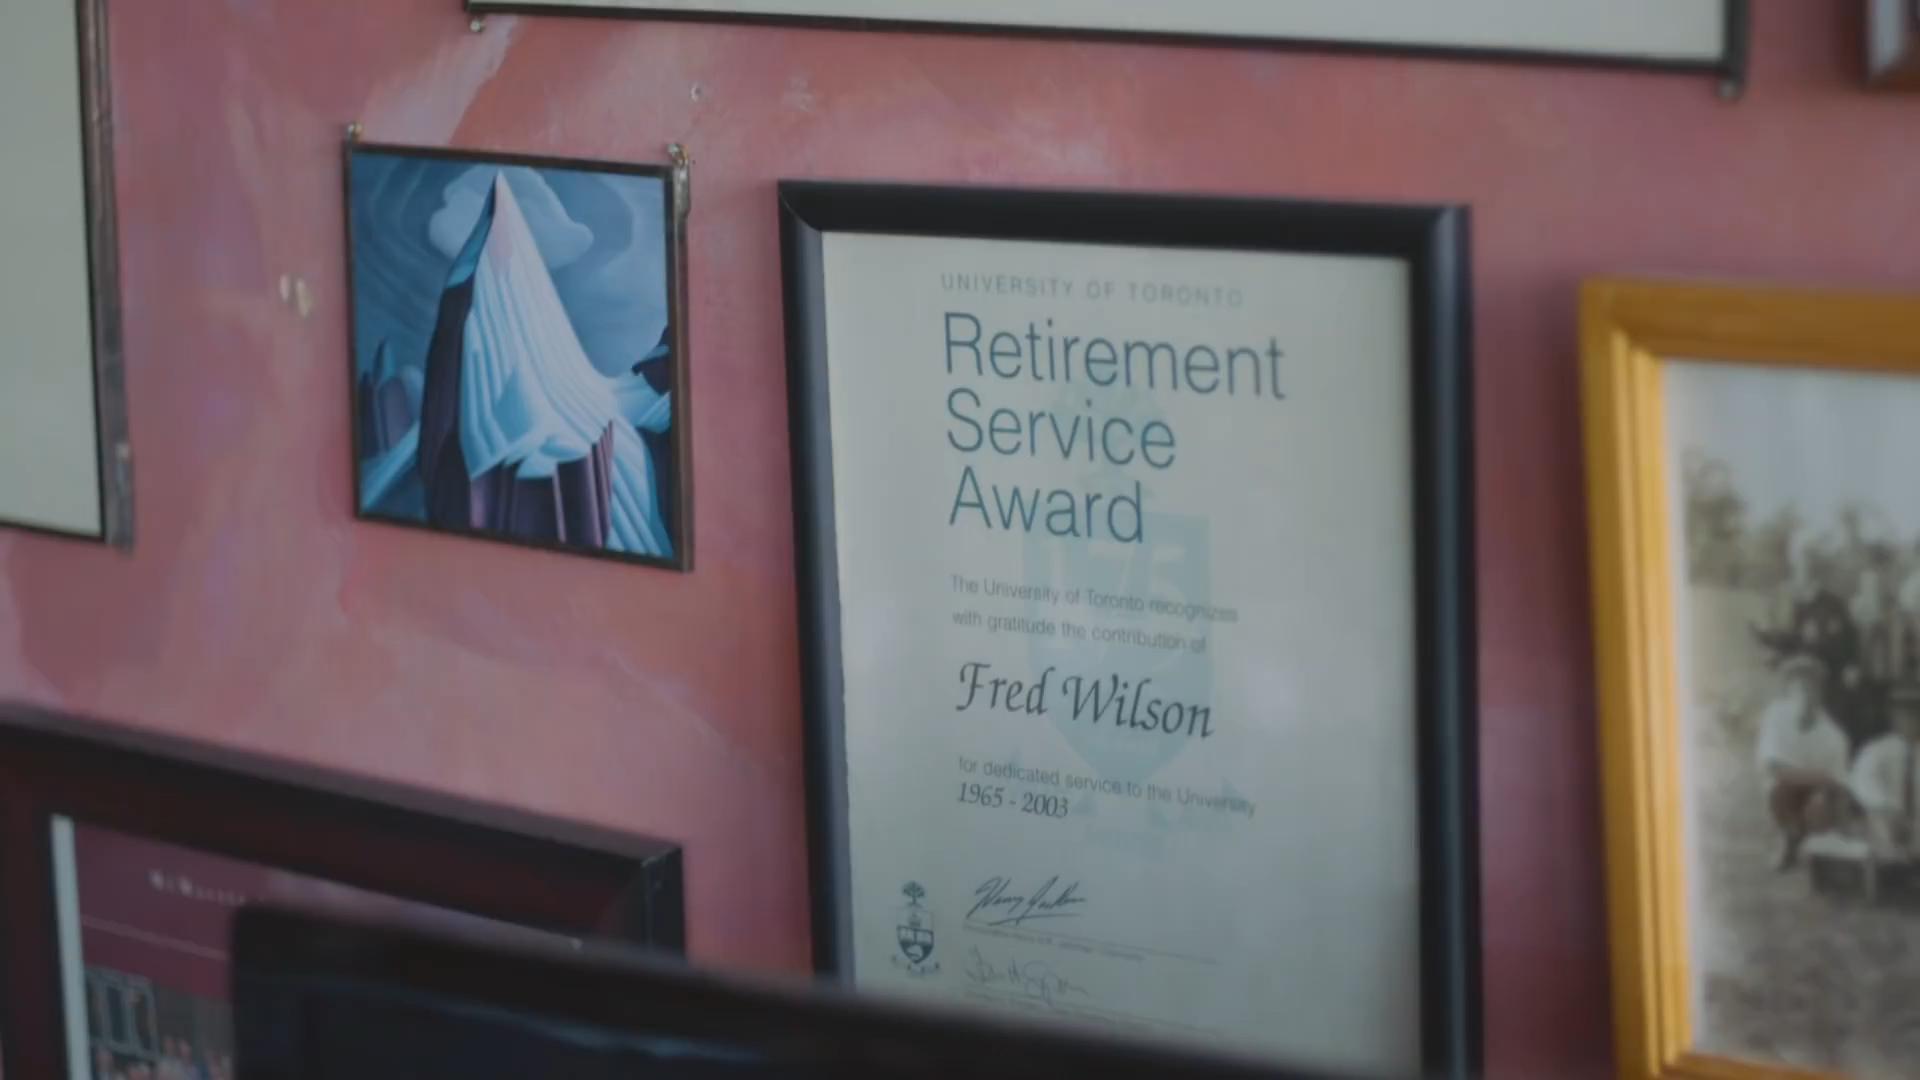 UNIVERSITY OF TORONTO
Retirement
Service
Award
175
The University of Toronto recognizes
with gratitude the contribution of
Fred Wilson
for dedicated service to the University
1965 - 2003